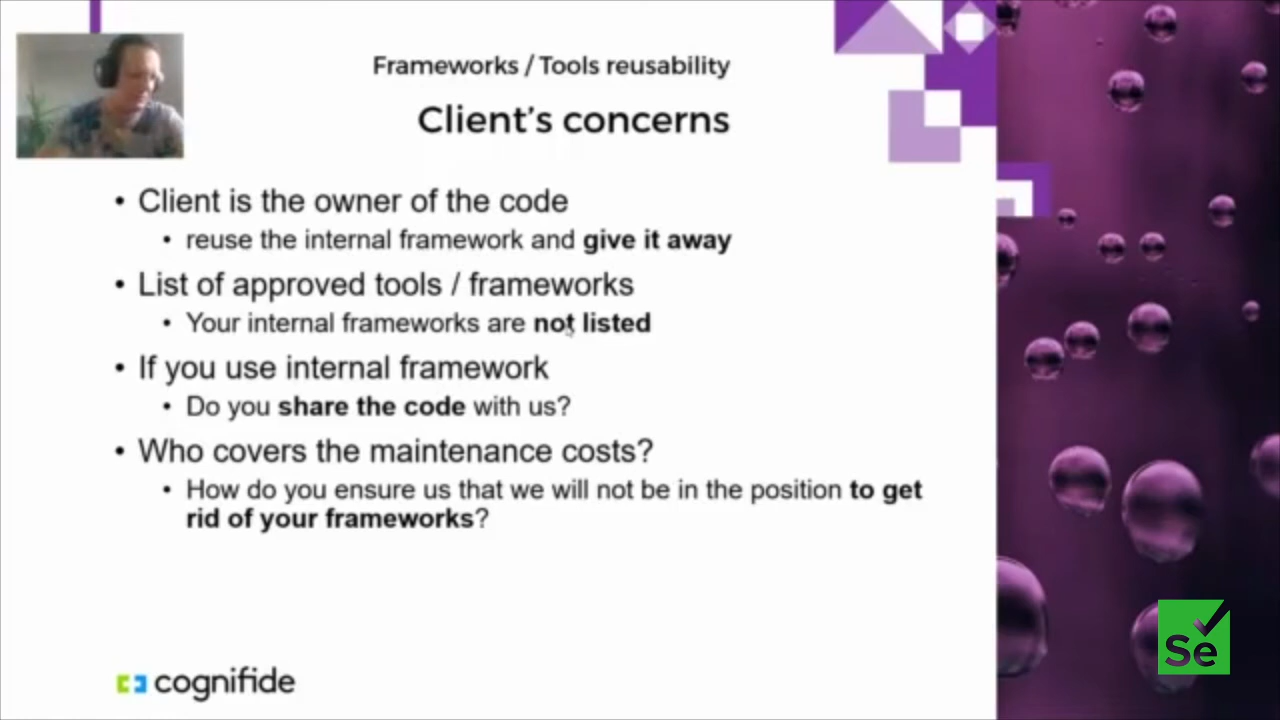 Frameworks / Tools reusability
Client's concerns
• Client is the owner of the code
• reuse the internal framework and give it away
• List of approved tools / frameworks
• Your internal frameworks are not listed
• If you use internal framework
• Do you share the code with us?
• Who covers the maintenance costs?
• How do you ensure us that we will not be in the position to get
rid of your frameworks?
cognifide
Se